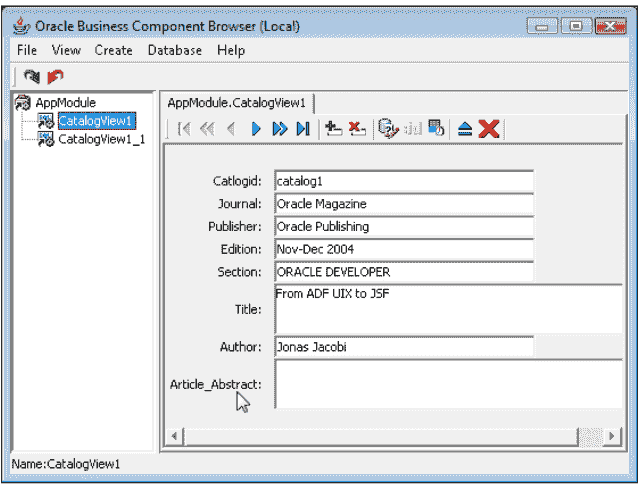 Oracle Business Component Browser (Local)
File View Create Database Help
AppModule
CatalogView1
CatalogView1_1
AppModule.CatalogView1
Catlogid: catalog1
Journal: Oracle Magazine
Publisher: Oracle Publishing
Edition: Nov-Dec 2004
Section: ORACLE DEVELOPER
Title: From ADF UIX to JSF
Author: Jonas Jacobi
Article_Abstract:
Name:CatalogView1